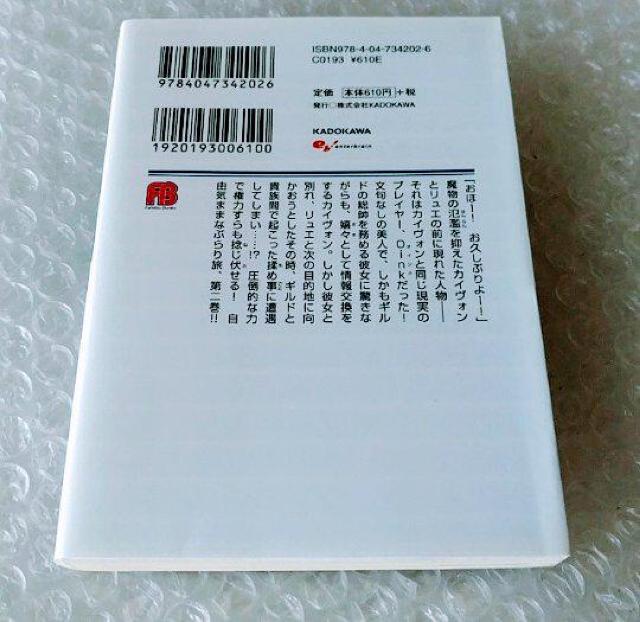 ISBN978-4-04-734202-6
C0193 ¥610E
9784047342026
定価 本体610円 +税
発行○株式会社KADOKAWA
1920193006100
KADOKAWA
eb! enterbrain
FB
Famitsu Bunko
「おほー！ お久しぶりよー！」
魔物の氾濫を抑えたカイヴォン
とリュエの前に現れた人物――
それはカイヴォンと同じ現実の
プレイヤー、Oinkだった！
文句なしの美人で、しかもギル
ドの総帥を務める彼女に驚きな
がらも、嬉々として情報交換を
するカイヴォン。しかし彼女と
別れ、リュエと次の目的地に向
かおうとしたその時、ギルドと
貴族間で起こった揉め事に遭遇
してしまい……!? 圧倒的な力
で権力すらも捻じ伏せる！ 自
由気ままなぶらり旅、第二巻!!